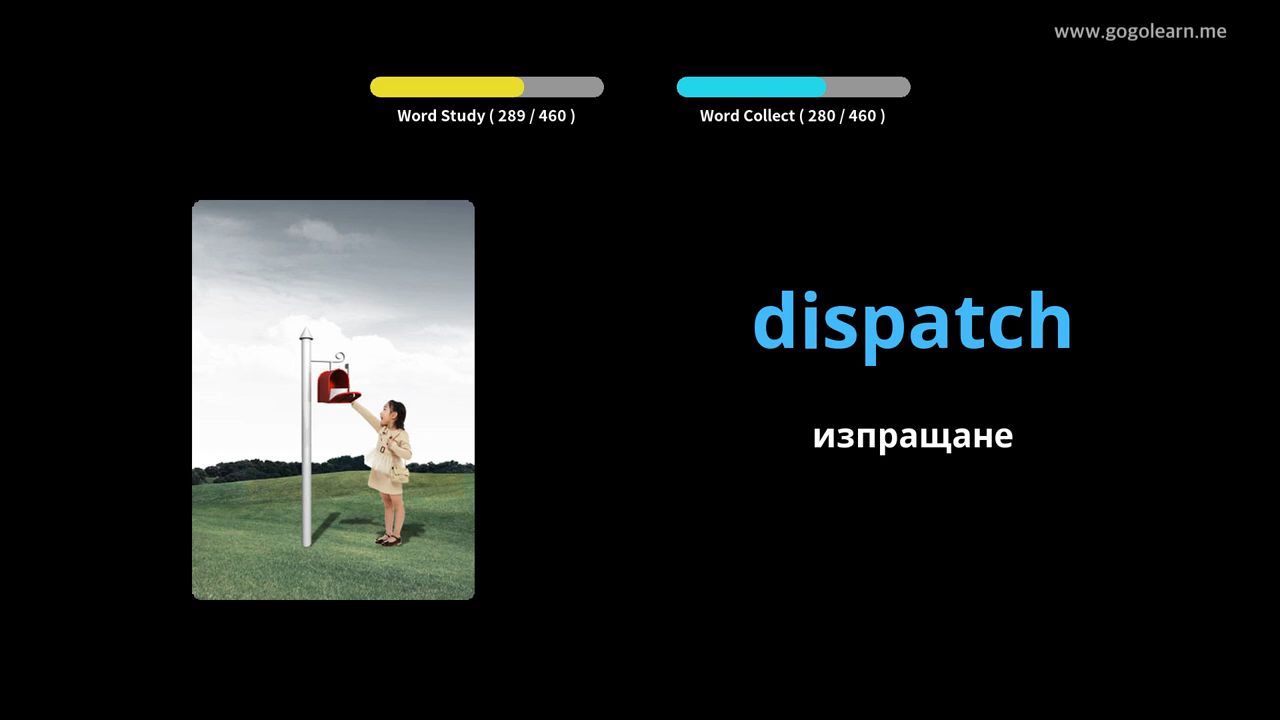 www.gogolearn.me
Word Study ( 289 / 460 )
Word Collect ( 280 / 460 )
dispatch
изпращане